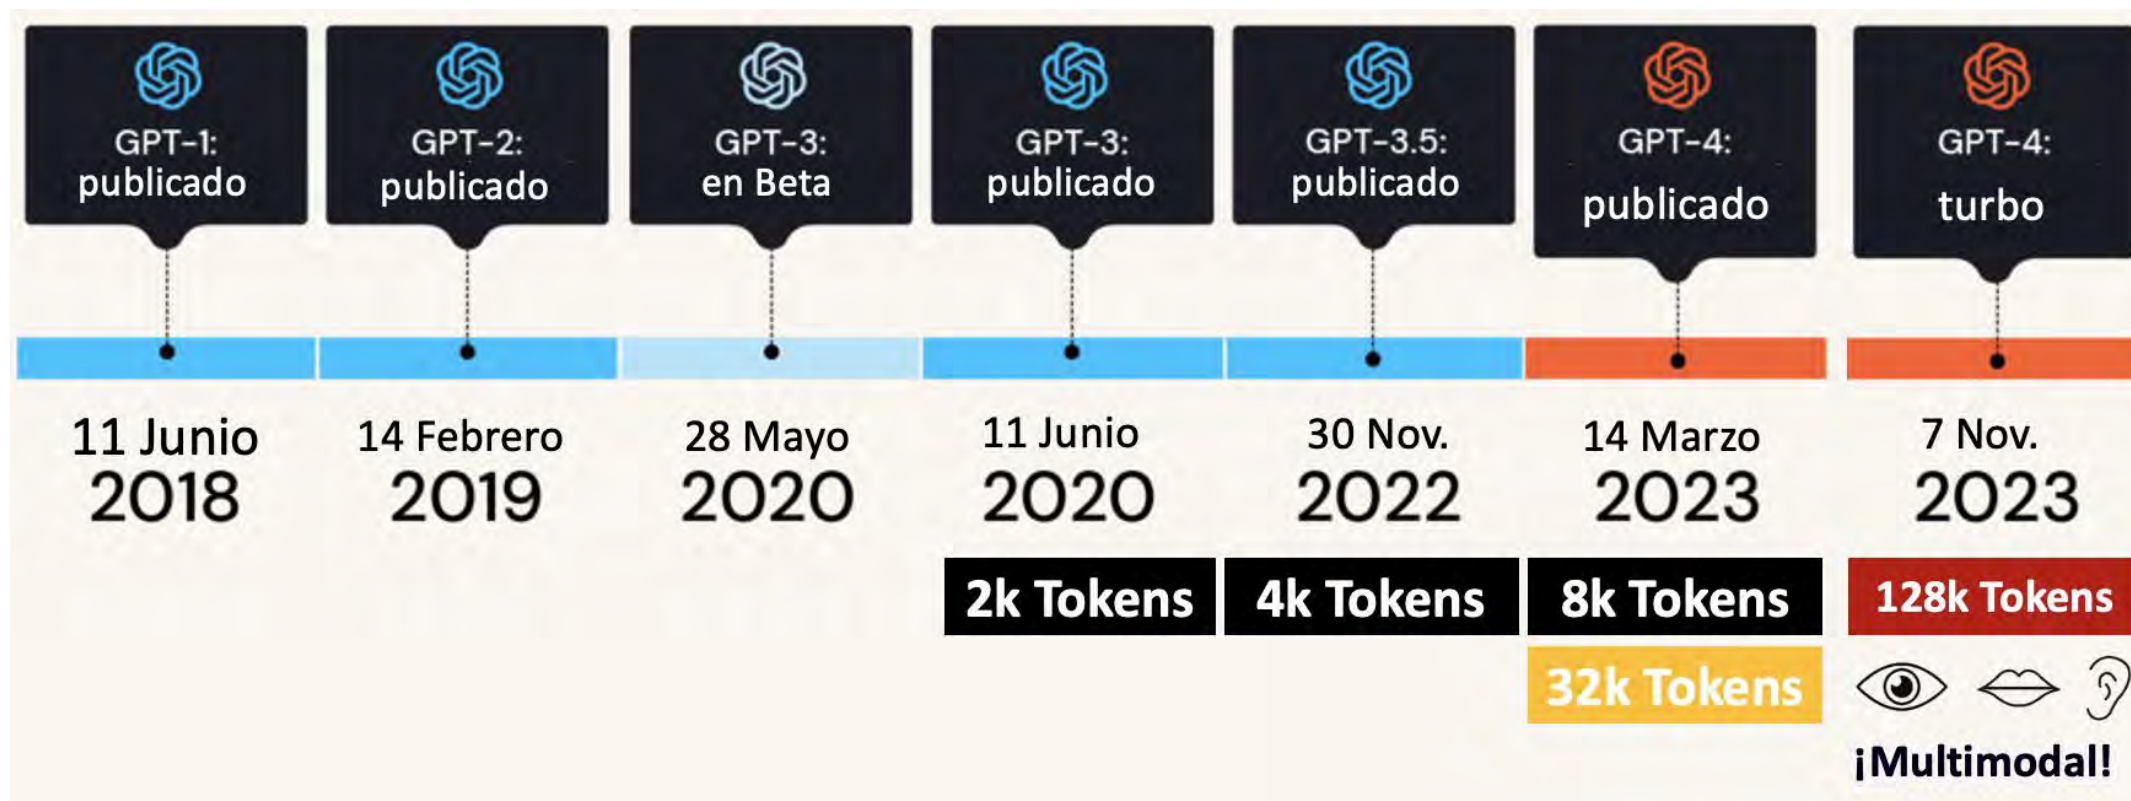 GPT-1:
publicado
GPT-2:
publicado
GPT-3:
en Beta
GPT-3:
publicado
GPT-3.5:
publicado
GPT-4:
publicado
GPT-4:
turbo
11 Junio
2018
14 Febrero
2019
28 Mayo
2020
11 Junio
2020
30 Nov.
2022
14 Marzo
2023
7 Nov.
2023
2k Tokens
4k Tokens
8k Tokens
128k Tokens
32k Tokens
¡Multimodal!